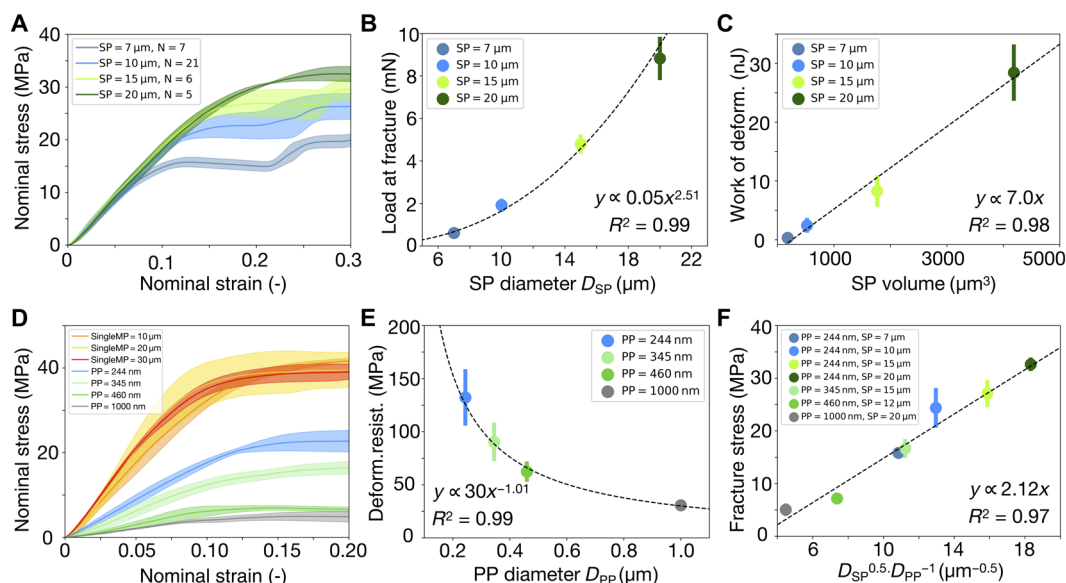 A
Nominal stress (MPa)
40
30
20
10
0
SP = 7 μm, N = 7
SP = 10 μm, N = 21
SP = 15 μm, N = 6
SP = 20 μm, N = 5
0
0.1
0.2
0.3
Nominal strain (-)
B
Load at fracture (mN)
10
8
6
4
2
0
SP = 7 μm
SP = 10 μm
SP = 15 μm
SP = 20 μm
y ∝ 0.05x^2.51
R² = 0.99
6
10
14
18
22
SP diameter D_SP (μm)
C
Work of deform. (nJ)
30
20
10
0
SP = 7 μm
SP = 10 μm
SP = 15 μm
SP = 20 μm
y ∝ 7.0x
R² = 0.98
1000
3000
5000
SP volume (μm³)
D
Nominal stress (MPa)
40
30
20
10
0
SingleMP = 10 μm
SingleMP = 20 μm
SingleMP = 30 μm
PP = 244 nm
PP = 345 nm
PP = 460 nm
PP = 1000 nm
0
0.05
0.10
0.15
0.20
Nominal strain (-)
E
Deform.resist. (MPa)
200
150
100
50
0
PP = 244 nm
PP = 345 nm
PP = 460 nm
PP = 1000 nm
y ∝ 30x^−1.01
R² = 0.99
0.2
0.4
0.6
0.8
1.0
PP diameter D_PP (μm)
F
Fracture stress (MPa)
40
30
20
10
0
PP = 244 nm, SP = 7 μm
PP = 244 nm, SP = 10 μm
PP = 244 nm, SP = 15 μm
PP = 244 nm, SP = 20 μm
PP = 345 nm, SP = 15 μm
PP = 460 nm, SP = 12 μm
PP = 1000 nm, SP = 20 μm
y ∝ 2.12x
R² = 0.97
6
10
14
18
D_SP^0.5·D_PP^−1 (μm^−0.5)